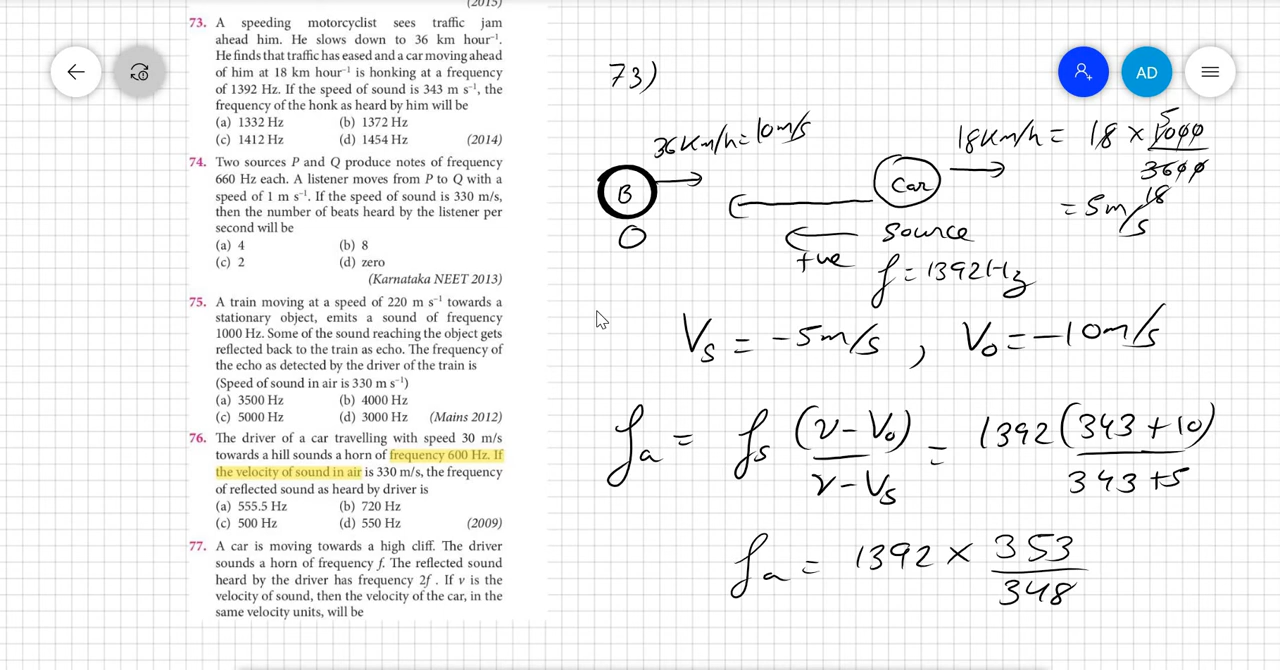 (2015)
73. A speeding motorcyclist sees traffic jam
ahead him. He slows down to 36 km hour⁻¹.
He finds that traffic has eased and a car moving ahead
of him at 18 km hour⁻¹ is honking at a frequency
of 1392 Hz. If the speed of sound is 343 m s⁻¹, the
frequency of the honk as heard by him will be
(a) 1332 Hz (b) 1372 Hz
(c) 1412 Hz (d) 1454 Hz (2014)
74. Two sources P and Q produce notes of frequency
660 Hz each. A listener moves from P to Q with a
speed of 1 m s⁻¹. If the speed of sound is 330 m/s,
then the number of beats heard by the listener per
second will be
(a) 4 (b) 8
(c) 2 (d) zero
(Karnataka NEET 2013)
75. A train moving at a speed of 220 m s⁻¹ towards a
stationary object, emits a sound of frequency
1000 Hz. Some of the sound reaching the object gets
reflected back to the train as echo. The frequency of
the echo as detected by the driver of the train is
(Speed of sound in air is 330 m s⁻¹)
(a) 3500 Hz (b) 4000 Hz
(c) 5000 Hz (d) 3000 Hz (Mains 2012)
76. The driver of a car travelling with speed 30 m/s
towards a hill sounds a horn of frequency 600 Hz. If
the velocity of sound in air is 330 m/s, the frequency
of reflected sound as heard by driver is
(a) 555.5 Hz (b) 720 Hz
(c) 500 Hz (d) 550 Hz (2009)
77. A car is moving towards a high cliff. The driver
sounds a horn of frequency f. The reflected sound
heard by the driver has frequency 2f. If v is the
velocity of sound, then the velocity of the car, in the
same velocity units, will be
73)
36Km/h=10m/s
18Km/h = 18 × 5000/3600
18
= 5m/s
B
Car
O
Source
+ve
f=1392Hz
Vs = -5m/s , Vo = -10m/s
fa = fs (v - Vo)/(v - Vs) = 1392 (343 + 10)/(343 + 5)
fa = 1392 × 353/348
AD